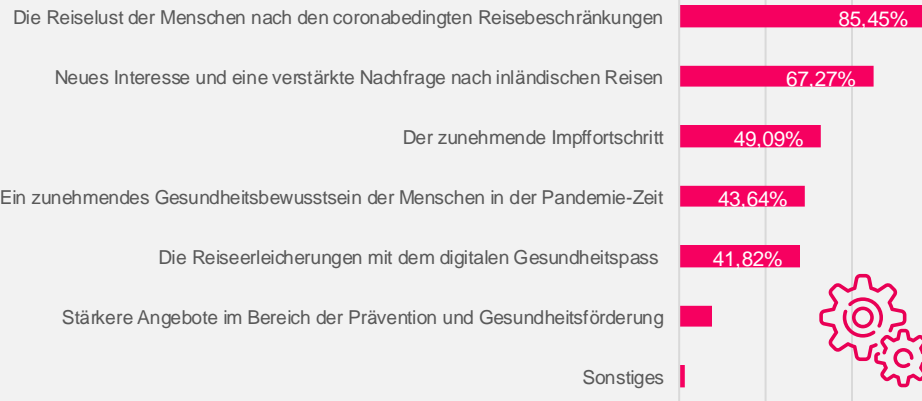 Die Reiselust der Menschen nach den coronabedingten Reisebeschränkungen 85,45%
Neues Interesse und eine verstärkte Nachfrage nach inländischen Reisen 67,27%
Der zunehmende Impffortschritt 49,09%
Ein zunehmendes Gesundheitsbewusstsein der Menschen in der Pandemie-Zeit 43,64%
Die Reiseerleicherungen mit dem digitalen Gesundheitspass 41,82%
Stärkere Angebote im Bereich der Prävention und Gesundheitsförderung
Sonstiges